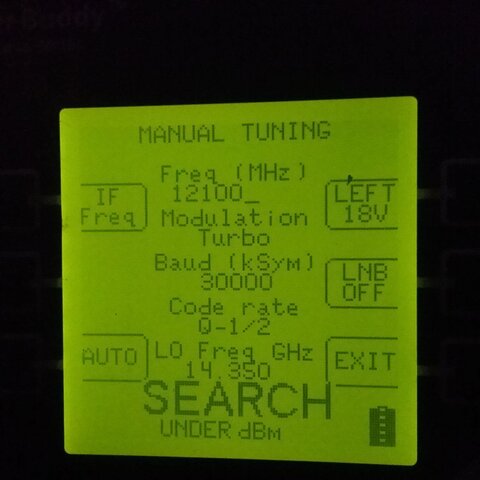 Buddy
MANUAL TUNING
Freq (MHz)
12100_
IF
Freq
LEFT
18V
Modulation
Turbo
Baud (kSym)
30000
LNB
OFF
Code rate
Q-1/2
AUTO
LO Freq GHz
14.350
EXIT
SEARCH
UNDER dBm